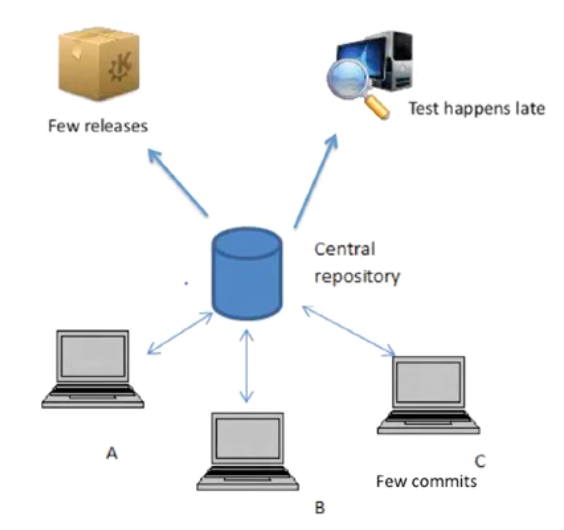 Few releases
Test happens late
Central
repository
A
C
Few commits
B